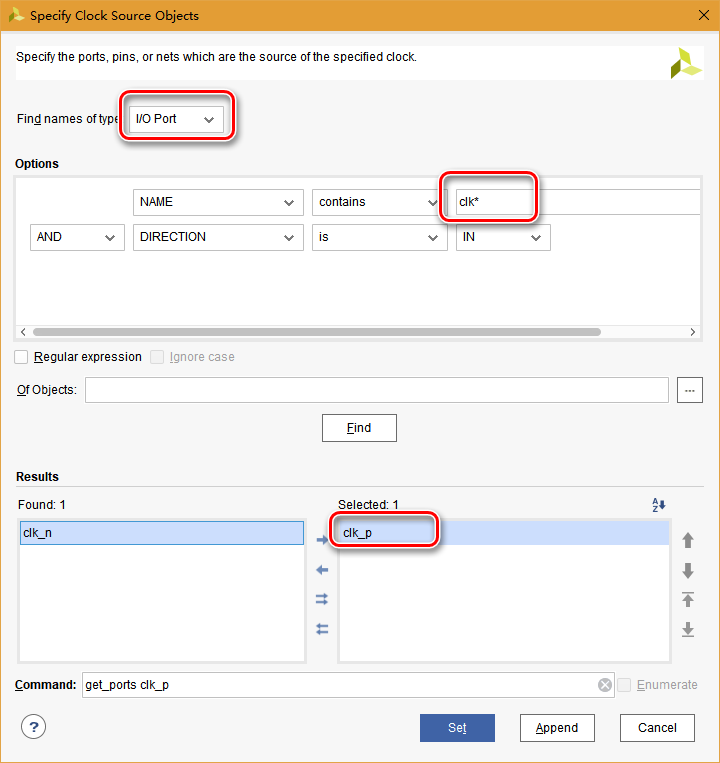 Specify Clock Source Objects
Specify the ports, pins, or nets which are the source of the specified clock.
Find names of type I/O Port
Options
NAME contains clk*
AND DIRECTION is IN
Regular expression Ignore case
Of Objects: ...
Find
Results
Found: 1 Selected: 1 AZ
clk_n clk_p
Command: get_ports clk_p Enumerate
? Set Append Cancel